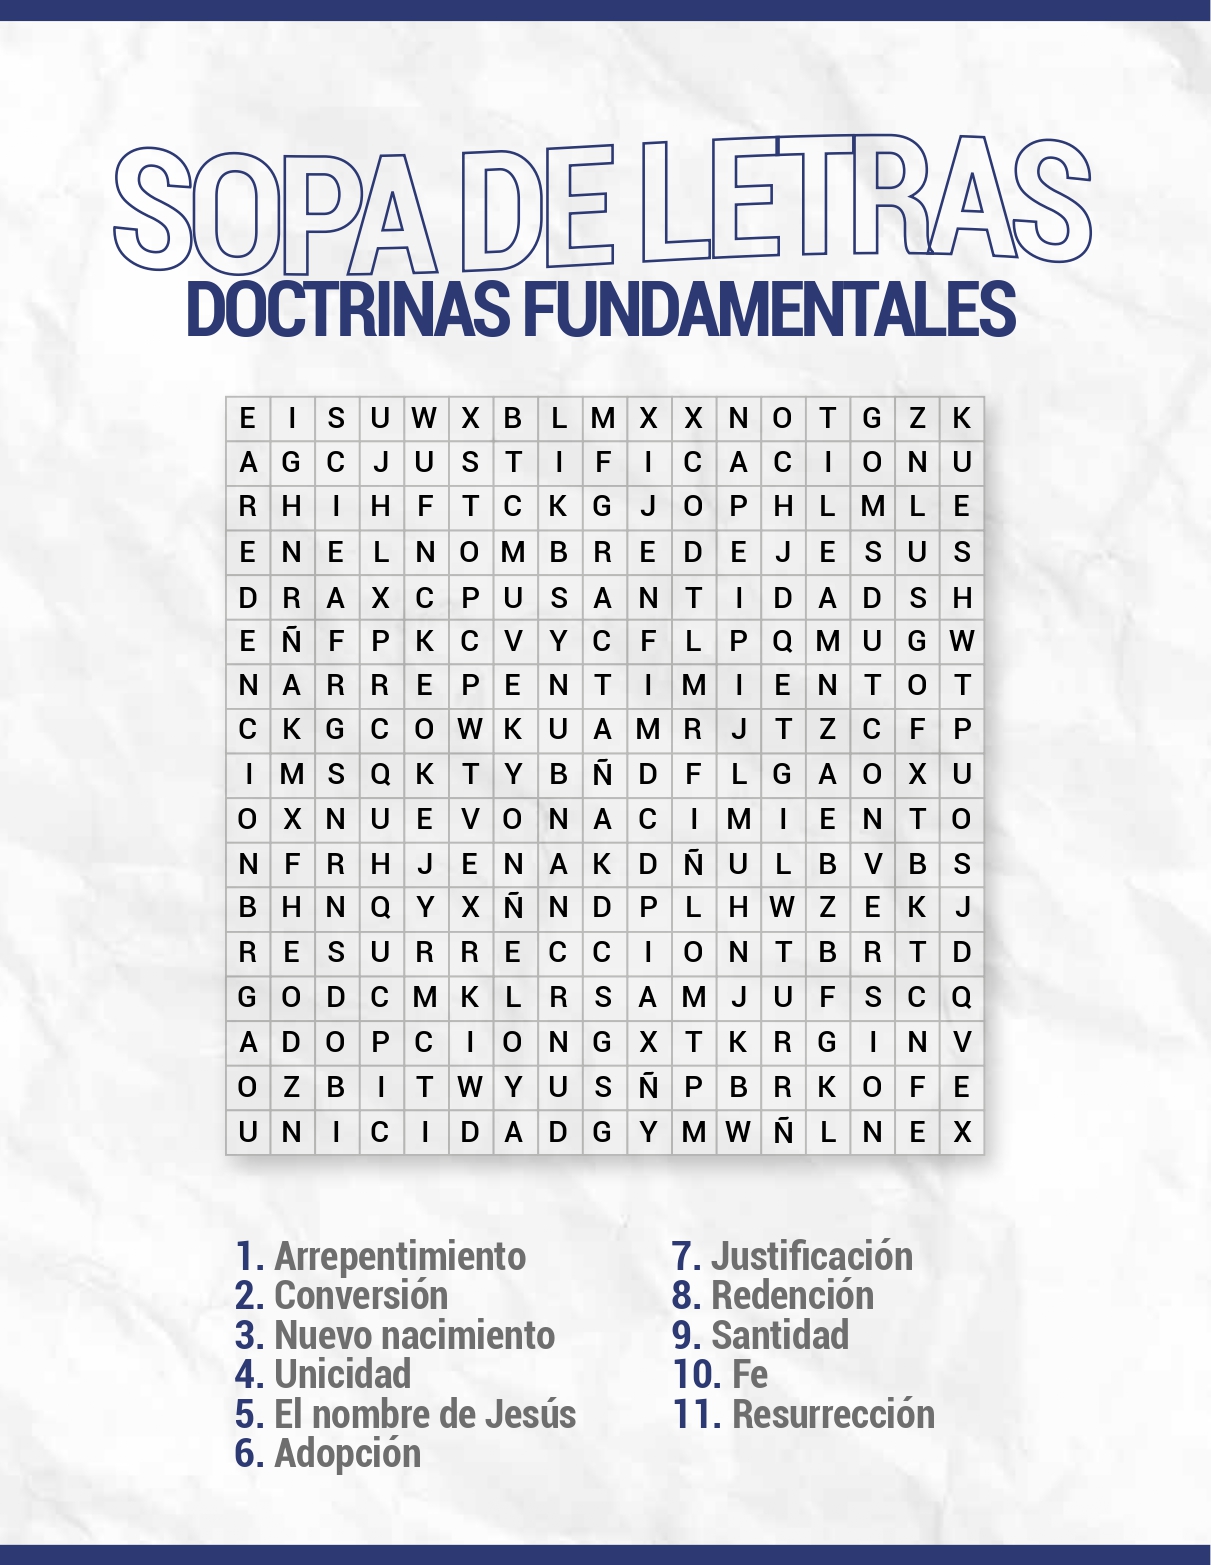 SOPA DE LETRAS
DOCTRINAS FUNDAMENTALES
E I S U W X B L M X X N O T G Z K
A G C J U S T I F I C A C I O N U
R H I H F T C K G J O P H L M L E
E N E L N O M B R E D E J E S U S
D R A X C P U S A N T I D A D S H
E Ñ F P K C V Y C F L P Q M U G W
N A R R E P E N T I M I E N T O T
C K G C O W K U A M R J T Z C F P
I M S Q K T Y B Ñ D F L G A O X U
O X N U E V O N A C I M I E N T O
N F R H J E N A K D Ñ U L B V B S
B H N Q Y X Ñ N D P L H W Z E K J
R E S U R R E C C I O N T B R T D
G O D C M K L R S A M J U F S C Q
A D O P C I O N G X T K R G I N V
O Z B I T W Y U S Ñ P B R K O F E
U N I C I D A D G Y M W Ñ L N E X
1. Arrepentimiento
2. Conversión
3. Nuevo nacimiento
4. Unicidad
5. El nombre de Jesús
6. Adopción
7. Justificación
8. Redención
9. Santidad
10. Fe
11. Resurrección